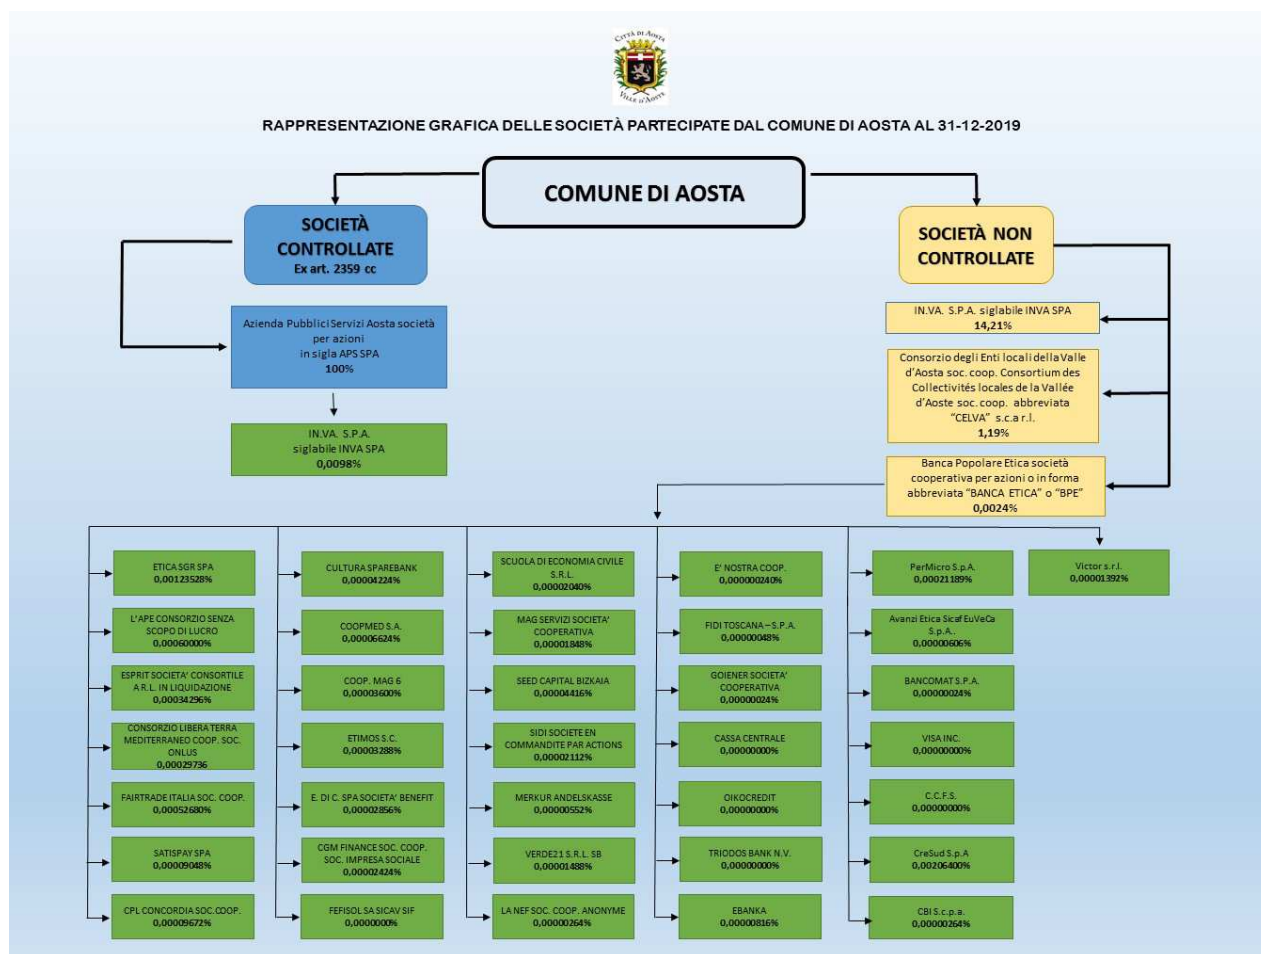 CITTÀ DI AOSTA
VILLE D'AOSTE
RAPPRESENTAZIONE GRAFICA DELLE SOCIETÀ PARTECIPATE DAL COMUNE DI AOSTA AL 31-12-2019
COMUNE DI AOSTA
SOCIETÀ
CONTROLLATE
Ex art. 2359 cc
SOCIETÀ NON
CONTROLLATE
Azienda Pubblici Servizi Aosta società
per azioni
in sigla APS SPA
100%
IN.VA. S.P.A.
siglabile INVA SPA
0,0098%
IN.VA. S.P.A. siglabile INVA SPA
14,21%
Consorzio degli Enti locali della Valle
d'Aosta soc. coop. Consortium des
Collectivités locales de la Vallée
d'Aoste soc. coop. abbreviata
"CELVA" s.c.a r.l.
1,19%
Banca Popolare Etica società
cooperativa per azioni o in forma
abbreviata "BANCA ETICA" o "BPE"
0,0024%
ETICA SGR SPA
0,00123528%
L'APE CONSORZIO SENZA
SCOPO DI LUCRO
0,00060000%
ESPRIT SOCIETA' CONSORTILE
A R.L. IN LIQUIDAZIONE
0,00034296%
CONSORZIO LIBERA TERRA
MEDITERRANEO COOP. SOC.
ONLUS
0,00029736
FAIRTRADE ITALIA SOC. COOP.
0,00052680%
SATISPAY SPA
0,00009048%
CPL CONCORDIA SOC.COOP.
0,00009672%
CULTURA SPAREBANK
0,00004224%
COOPMED S.A.
0,00006624%
COOP. MAG 6
0,00003600%
ETIMOS S.C.
0,00003288%
E. DI C. SPA SOCIETA' BENEFIT
0,00002856%
CGM FINANCE SOC. COOP.
SOC. IMPRESA SOCIALE
0,00002424%
FEFISOL SA SICAV SIF
0,0000000%
SCUOLA DI ECONOMIA CIVILE
S.R.L.
0,00002040%
MAG SERVIZI SOCIETA'
COOPERATIVA
0,00001848%
SEED CAPITAL BIZKAIA
0,00004416%
SIDI SOCIETE EN
COMMANDITE PAR ACTIONS
0,00002112%
MERKUR ANDELSKASSE
0,00000552%
VERDE21 S.R.L. SB
0,00001488%
LA NEF SOC. COOP. ANONYME
0,00000264%
E' NOSTRA COOP.
0,000000240%
FIDI TOSCANA – S.P.A.
0,00000048%
GOIENER SOCIETA'
COOPERATIVA
0,00000024%
CASSA CENTRALE
0,00000000%
OIKOCREDIT
0,00000000%
TRIODOS BANK N.V.
0,00000000%
EBANKA
0,00000816%
PerMicro S.p.A.
0,00021189%
Avanzi Etica Sicaf EuVeCa
S.p.A..
0,00000606%
BANCOMAT S.P.A.
0,00000024%
VISA INC.
0,00000000%
C.C.F.S.
0,00000000%
CreSud S.p.A
0,00206400%
CBI S.c.p.a.
0,00000264%
Victor s.r.l.
0,00001392%